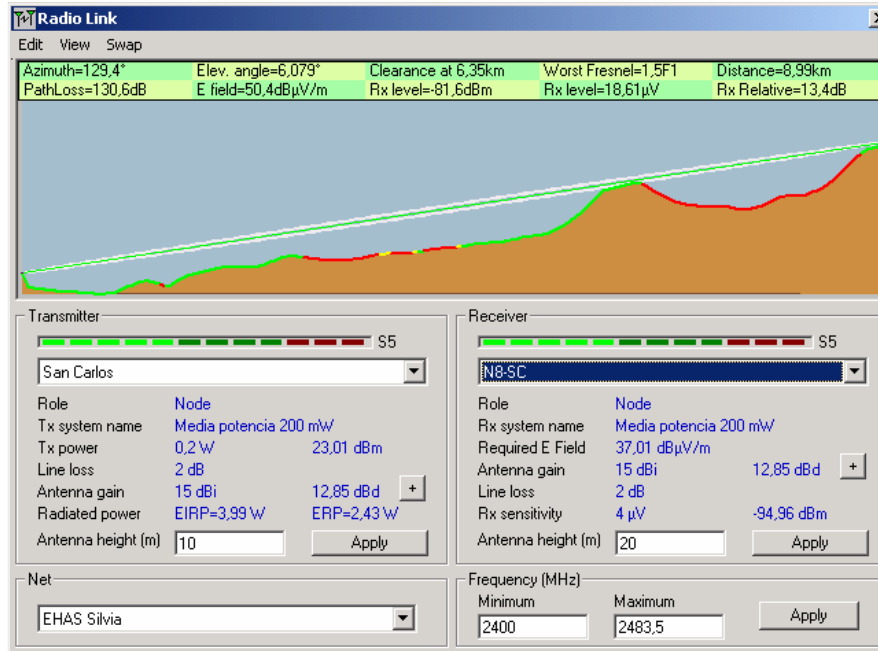 Radio Link
Edit View Swap
Azimuth=129,4° Elev. angle=6,079° Clearance at 6,35km Worst Fresnel=1,5F1 Distance=8,99km
PathLoss=130,6dB E field=50,4dBµV/m Rx level=-81,6dBm Rx level=18,61µV Rx Relative=13,4dB
Transmitter
S5
San Carlos
Role Node
Tx system name Media potencia 200 mW
Tx power 0,2 W 23,01 dBm
Line loss 2 dB
Antenna gain 15 dBi 12,85 dBd +
Radiated power EIRP=3,99 W ERP=2,43 W
Antenna height (m) 10 Apply
Receiver
S5
N8-SC
Role Node
Rx system name Media potencia 200 mW
Required E Field 37,01 dBµV/m
Antenna gain 15 dBi 12,85 dBd +
Line loss 2 dB
Rx sensitivity 4 µV -94,96 dBm
Antenna height (m) 20 Apply
Net
EHAS Silvia
Frequency (MHz)
Minimum Maximum
2400 2483,5 Apply